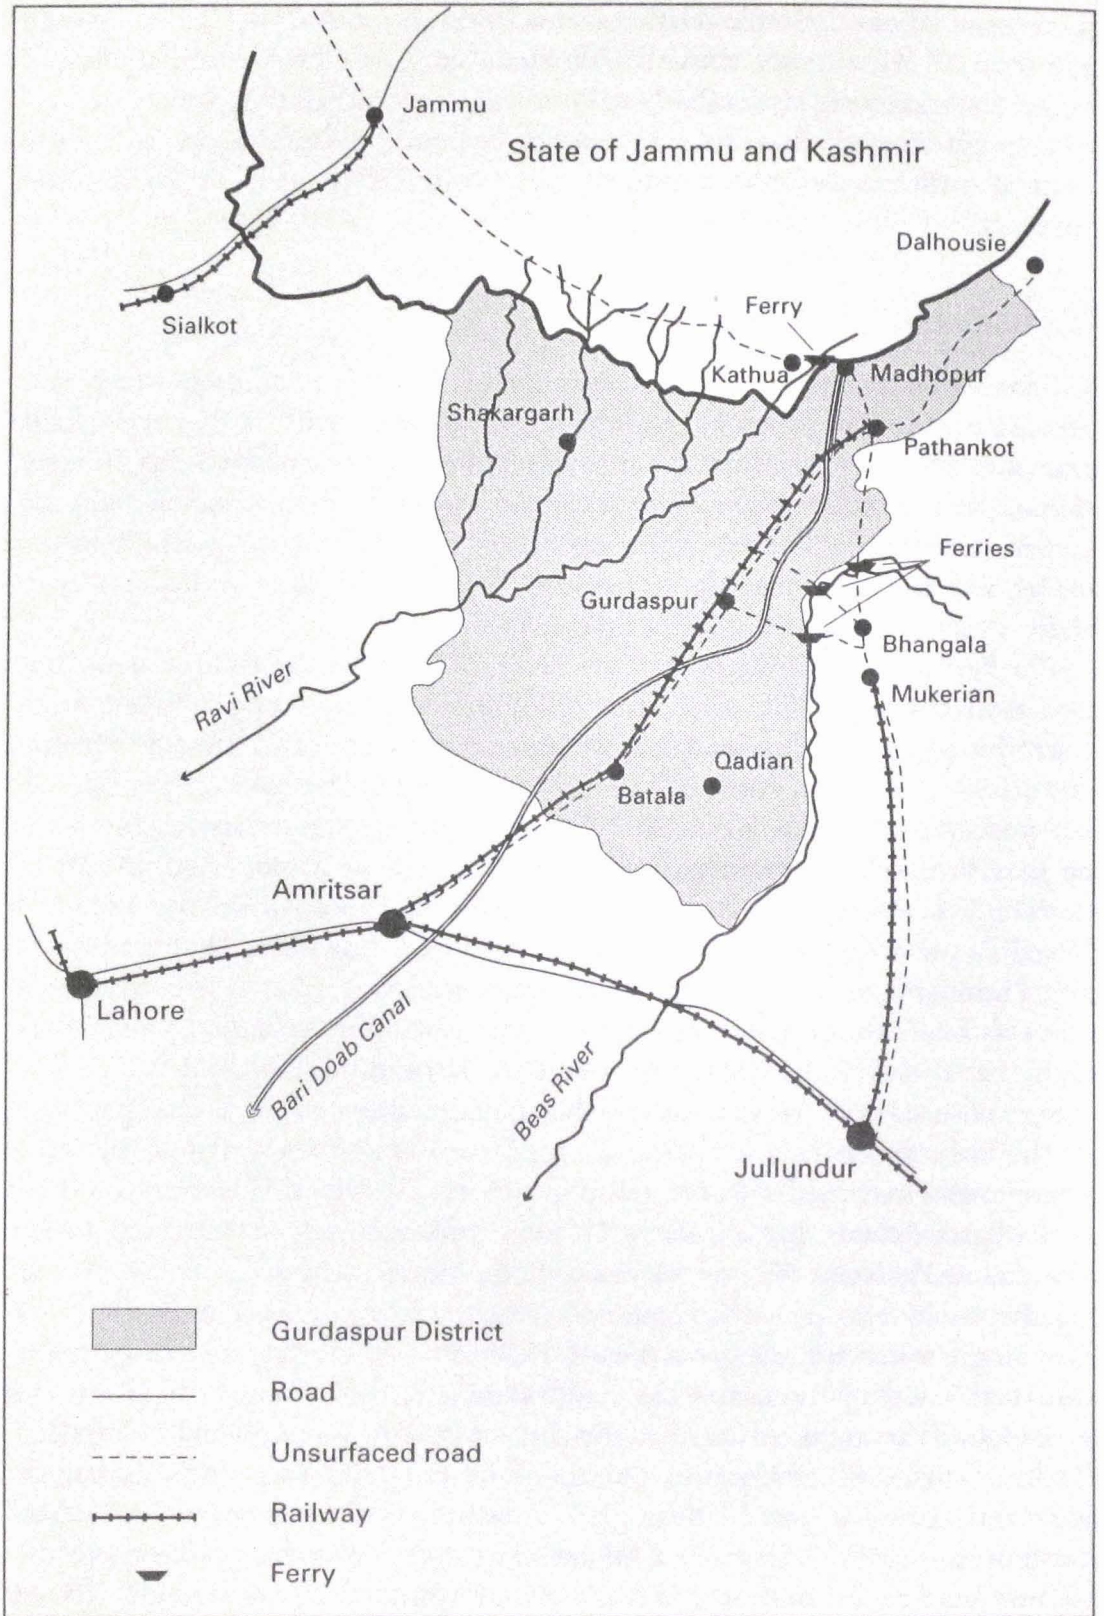 Jammu
State of Jammu and Kashmir
Dalhousie
Ferry
Sialkot
Kathua
Madhopur
Shakargarh
Pathankot
Ferries
Gurdaspur
Bhangala
Ravi River
Mukerian
Qadian
Batala
Amritsar
Lahore
Bari Doab Canal
Beas River
Jullundur
Gurdaspur District
Road
Unsurfaced road
Railway
Ferry